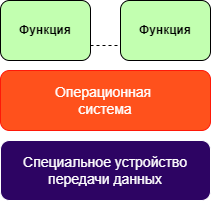 Функция Функция
Операционная
система
Специальное устройство
передачи данных